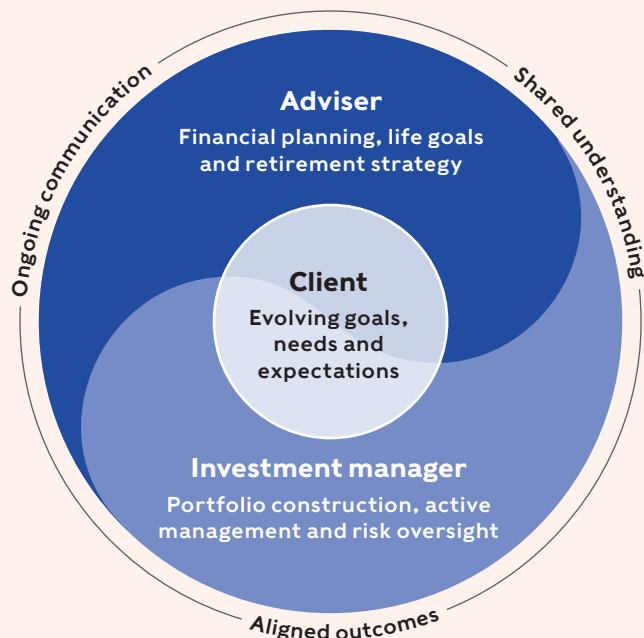 Ongoing communication
Shared understanding
Adviser
Financial planning, life goals
and retirement strategy
Client
Evolving goals,
needs and
expectations
Investment manager
Portfolio construction, active
management and risk oversight
Aligned outcomes